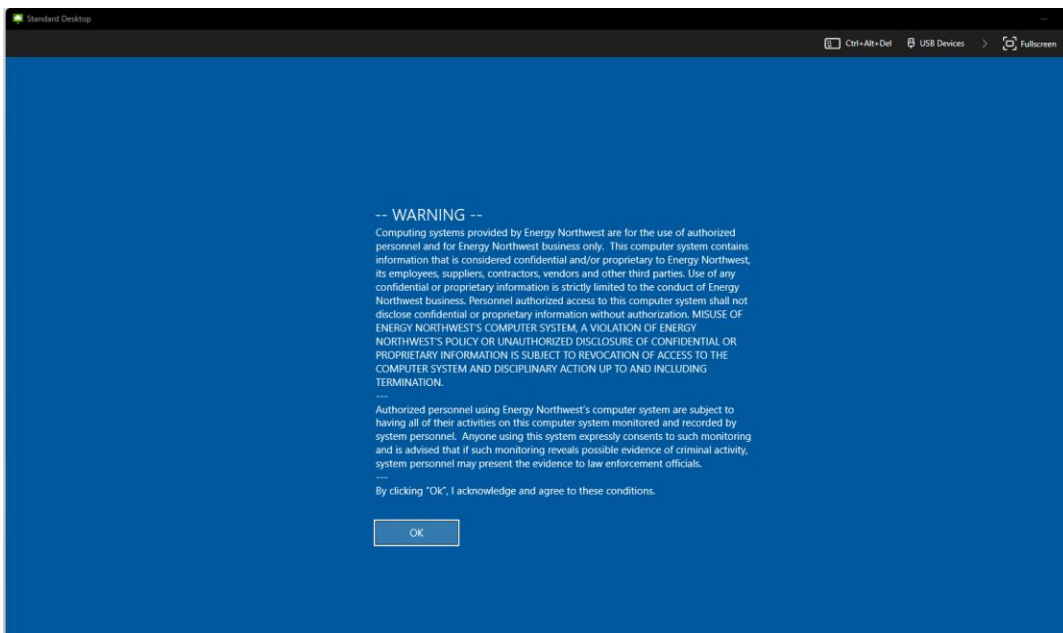 Standard Desktop
Ctrl+Alt+Del USB Devices Fullscreen
-- WARNING --
Computing systems provided by Energy Northwest are for the use of authorized
personnel and for Energy Northwest business only.  This computer system contains
information that is considered confidential and/or proprietary to Energy Northwest,
its employees, suppliers, contractors, vendors and other third parties. Use of any
confidential or proprietary information is strictly limited to the conduct of Energy
Northwest business. Personnel authorized access to this computer system shall not
disclose confidential or proprietary information without authorization. MISUSE OF
ENERGY NORTHWEST'S COMPUTER SYSTEM, A VIOLATION OF ENERGY
NORTHWEST'S POLICY OR UNAUTHORIZED DISCLOSURE OF CONFIDENTIAL OR
PROPRIETARY INFORMATION IS SUBJECT TO REVOCATION OF ACCESS TO THE
COMPUTER SYSTEM AND DISCIPLINARY ACTION UP TO AND INCLUDING
TERMINATION.
---
Authorized personnel using Energy Northwest's computer system are subject to
having all of their activities on this computer system monitored and recorded by
system personnel.  Anyone using this system expressly consents to such monitoring
and is advised that if such monitoring reveals possible evidence of criminal activity,
system personnel may present the evidence to law enforcement officials.
---
By clicking "Ok", I acknowledge and agree to these conditions.
OK